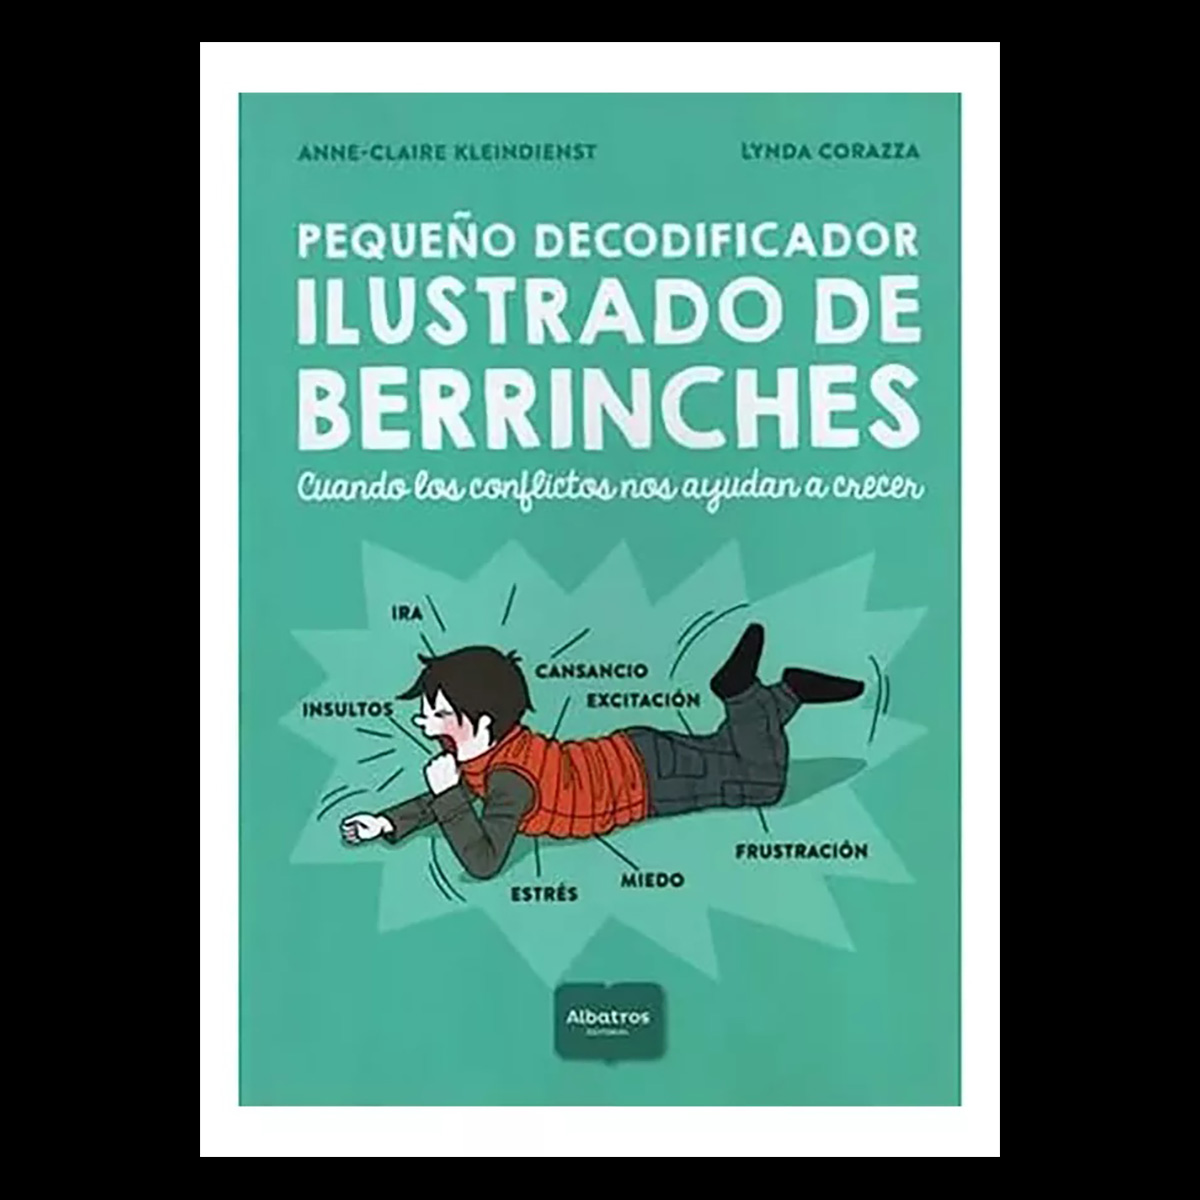 ANNE-CLAIRE KLEINDIENST LYNDA CORAZZA
PEQUEÑO DECODIFICADOR
ILUSTRADO DE
BERRINCHES
Cuando los conflictos nos ayudan a crecer
IRA
CANSANCIO
EXCITACIÓN
INSULTOS
FRUSTRACIÓN
MIEDO
ESTRÉS
Albatros
EDITORIAL